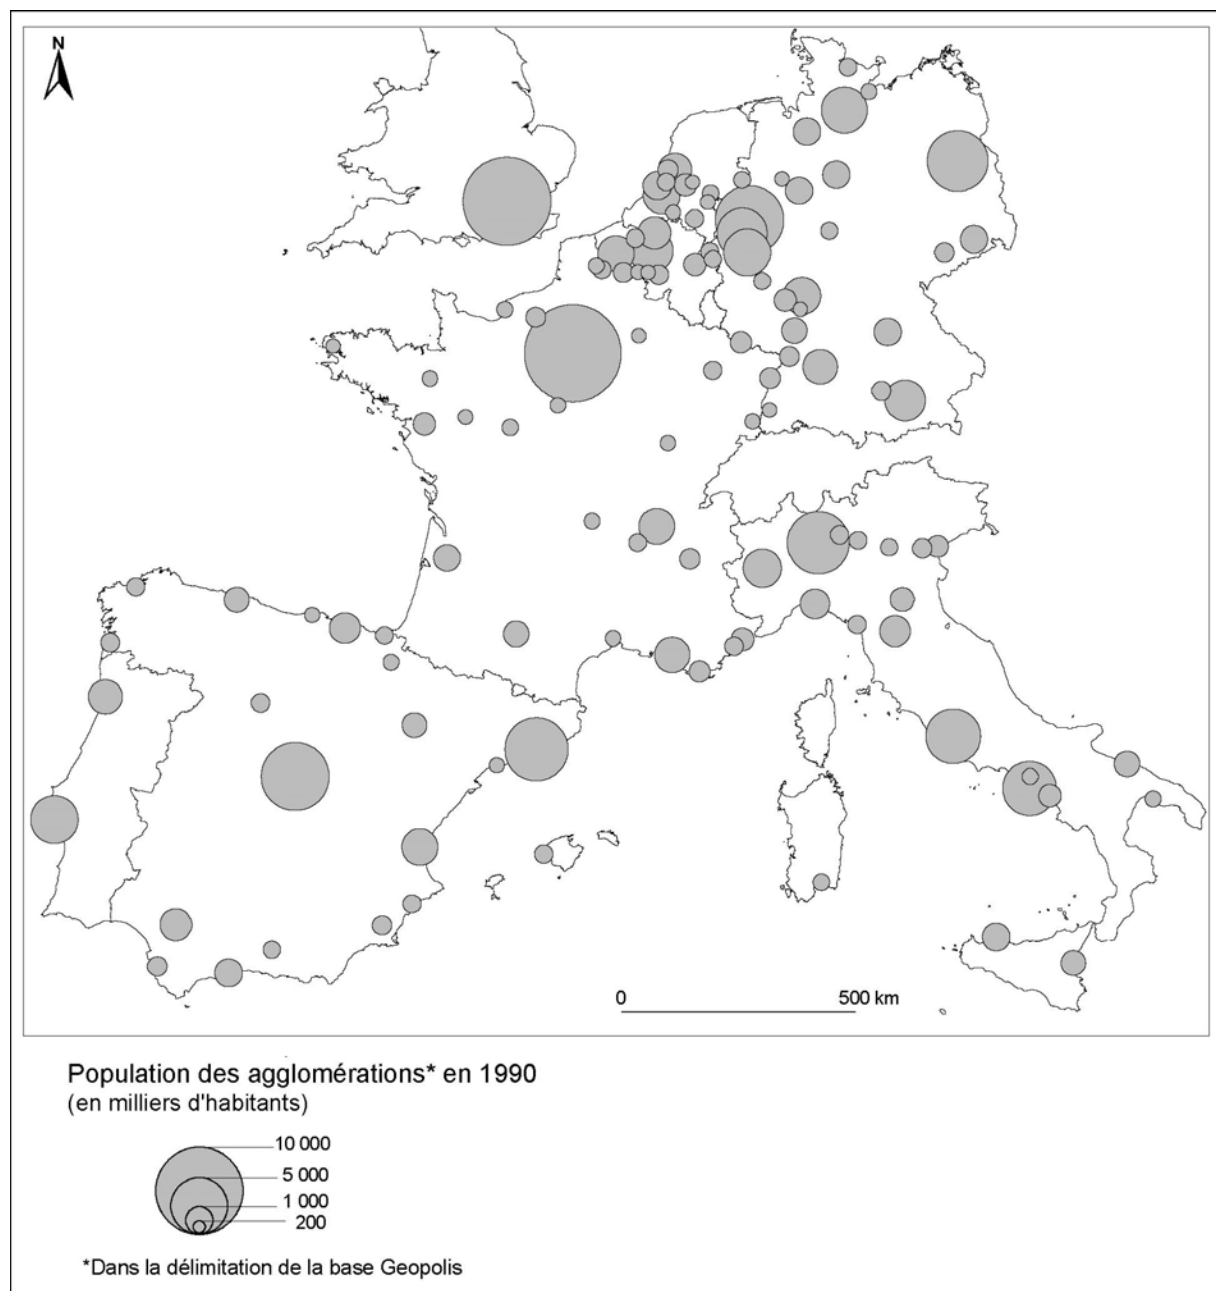 N
0 500 km
Population des agglomérations* en 1990
(en milliers d'habitants)
10 000
5 000
1 000
200
*Dans la délimitation de la base Geopolis